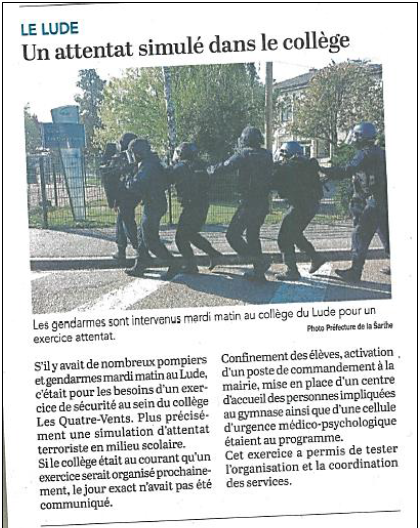 LE LUDE
Un attentat simulé dans le collège
Les gendarmes sont intervenus mardi matin au collège du Lude pour un
exercice attentat.
Photo Préfecture de la Sarthe
S'il y avait de nombreux pompiers
et gendarmes mardi matin au Lude,
c'était pour les besoins d'un exer-
cice de sécurité au sein du collège
Les Quatre-Vents. Plus précisé-
ment une simulation d'attentat
terroriste en milieu scolaire.
Si le collège était au courant qu'un
exercice serait organisé prochaine-
ment, le jour exact n'avait pas été
communiqué.
Confinement des élèves, activation
d'un poste de commandement à la
mairie, mise en place d'un centre
d'accueil des personnes impliquées
au gymnase ainsi que d'une cellule
d'urgence médico-psychologique
étaient au programme.
Cet exercice a permis de tester
l'organisation et la coordination
des services.